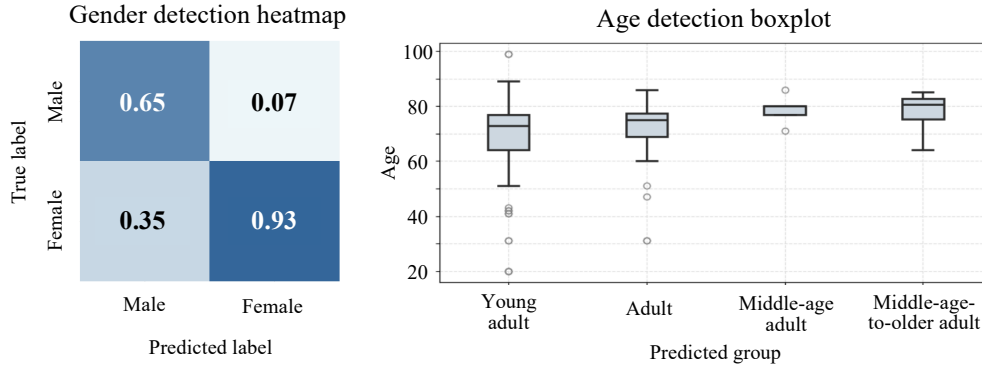 Gender detection heatmap
True label
Male
Female
0.65
0.07
0.35
0.93
Male
Female
Predicted label
Age detection boxplot
Age
100
80
60
40
20
Young
adult
Adult
Middle-age
adult
Middle-age-
to-older adult
Predicted group